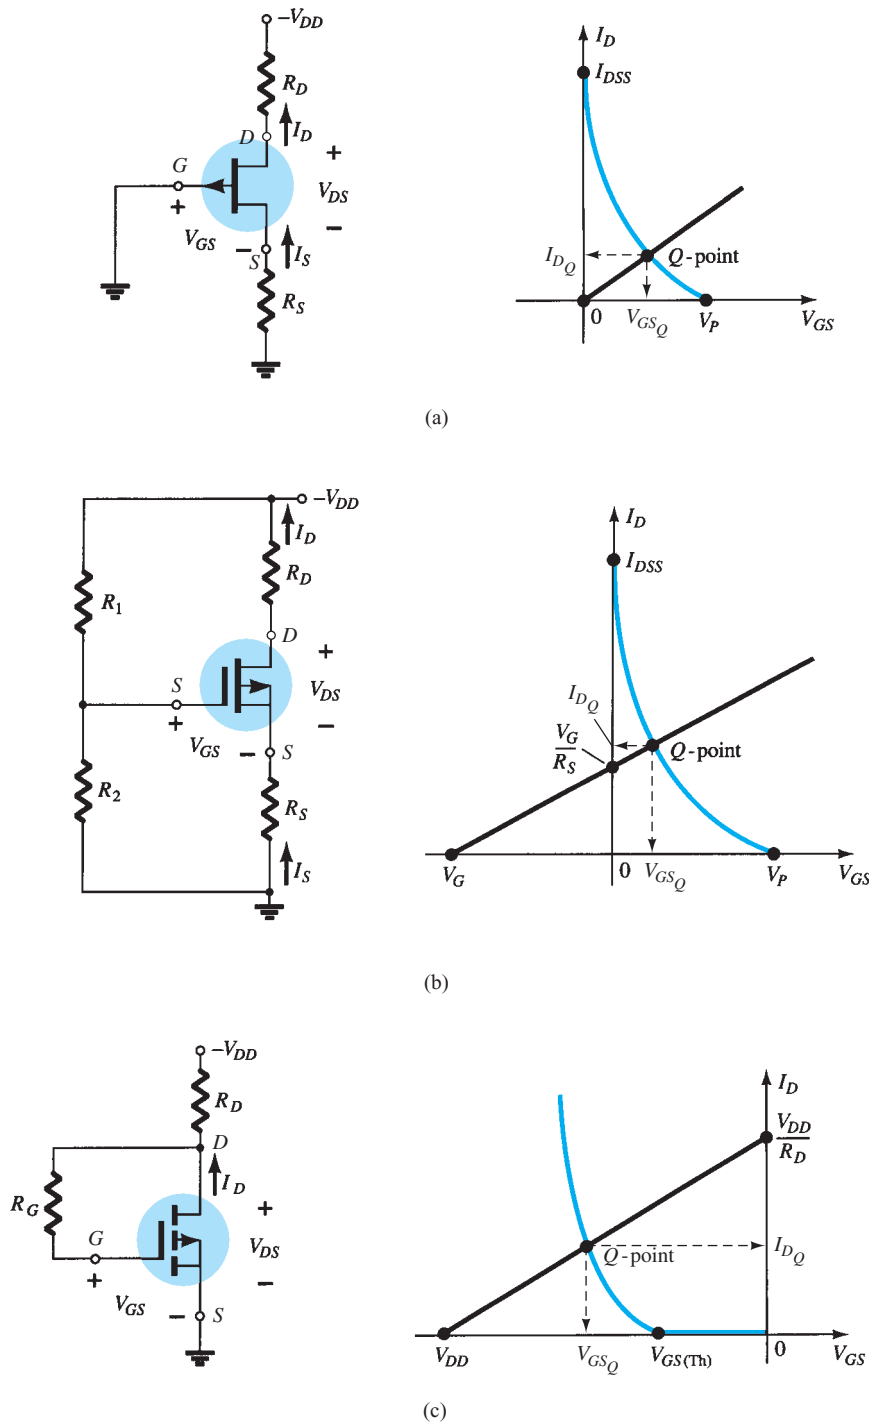 −V_DD
R_D
I_D
D
G
+
+
V_DS
−
V_GS
−
S
I_S
R_S
I_D
I_DSS
I_DQ
Q-point
0
V_GSQ
V_P
V_GS
(a)
−V_DD
I_D
R_D
R_1
D
+
S
V_DS
+
−
V_GS
−
S
R_2
R_S
I_S
I_D
I_DSS
I_DQ
V_G
R_S
Q-point
V_G
0
V_GSQ
V_P
V_GS
(b)
−V_DD
R_D
D
I_D
R_G
G
+
+
V_DS
−
V_GS
−
S
I_D
V_DD
R_D
Q-point
I_DQ
V_DD
V_GSQ
V_GS(Th)
0
V_GS
(c)